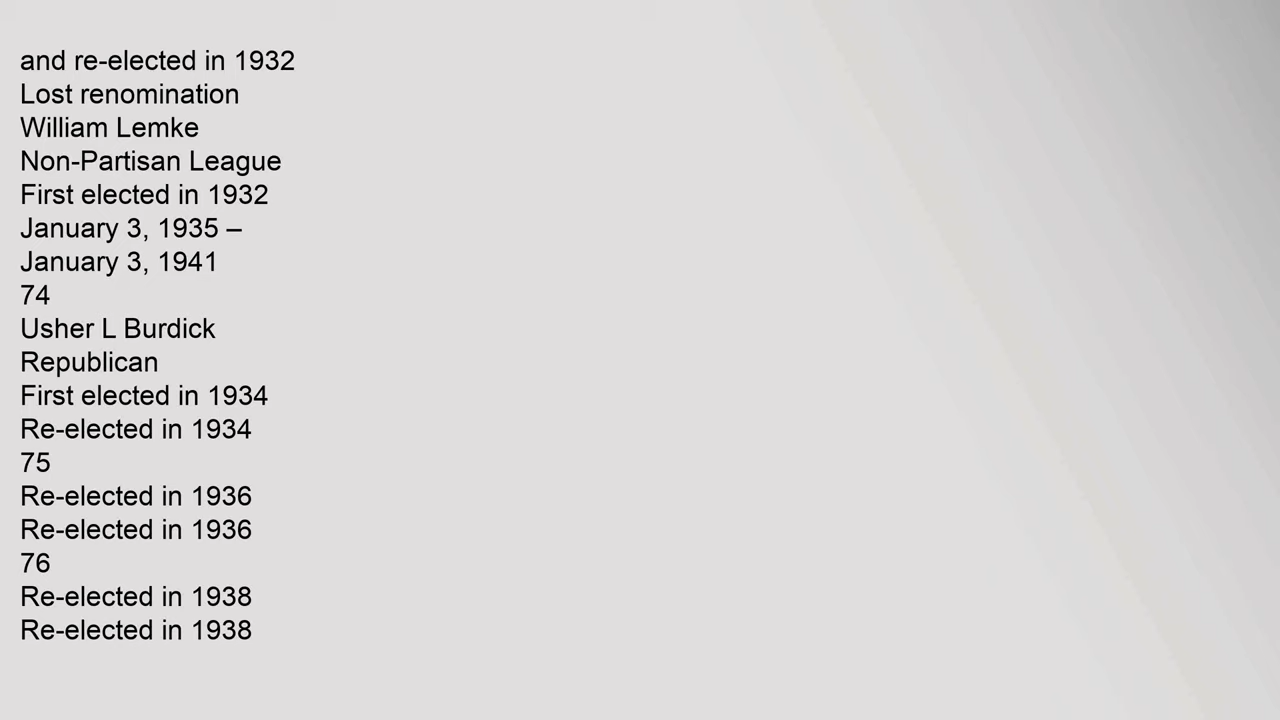 and re-elected in 1932
Lost renomination
William Lemke
Non-Partisan League
First elected in 1932
January 3, 1935 –
January 3, 1941
74
Usher L Burdick
Republican
First elected in 1934
Re-elected in 1934
75
Re-elected in 1936
Re-elected in 1936
76
Re-elected in 1938
Re-elected in 1938